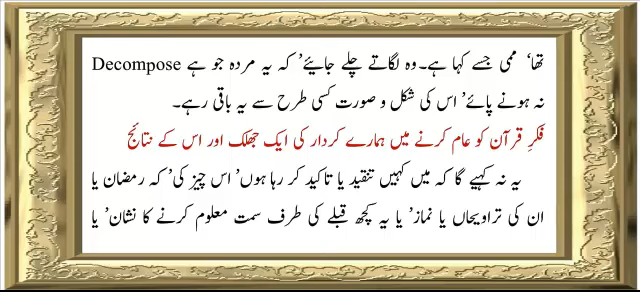 تھا‘ ممی جسے کہا ہے۔ وہ لگاتے چلے جایئے’ کہ یہ مردہ جو ہے Decompose
نہ ہونے پائے’ اس کی شکل و صورت کسی طرح سے یہ باقی رہے۔
فکرِ قرآن کو عام کرنے میں ہمارے کردار کی ایک جھلک اور اس کے نتائج
یہ نہ کہیے گا کہ میں کہیں تنقید یا تاکید کر رہا ہوں’ اس چیز کی’ کہ رمضان یا
ان کی تراویحاں یا نماز’ یا یہ کچھ قبلے کی طرف سمت معلوم کرنے کا نشان’ یا